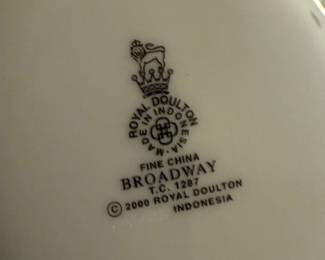 ROYAL DOULTON
MADE IN INDONESIA
FINE CHINA
BROADWAY
T.C. 1287
© 2000 ROYAL DOULTON
INDONESIA